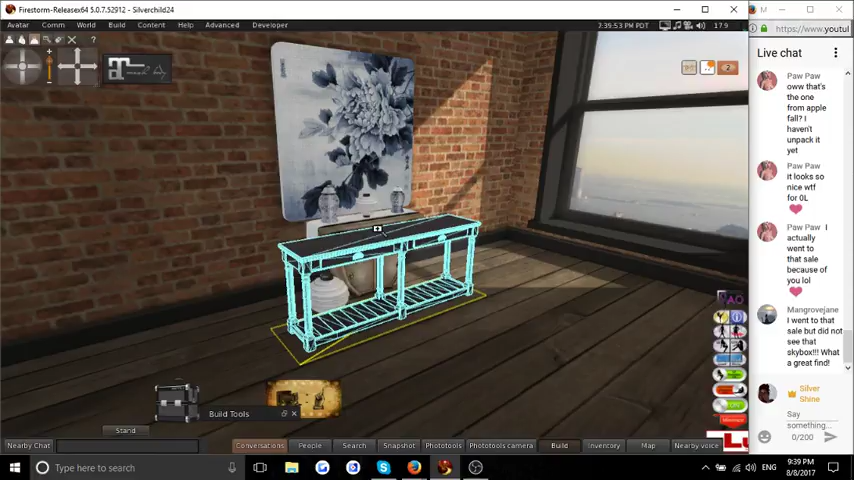 Firestorm-Releasex64 5.0.7.52912 - Silverchild24
Avatar Comm World Build Content Help Advanced Developer
2:39:53 PM PDT
17.9
https://www.youtul
Live chat
Paw Paw
oww that's
the one
from apple
fall? I
haven't
unpack it
yet
Paw Paw
it looks so
nice wtf
for 0L
Paw Paw I
actually
went to
that sale
because of
you lol
Mangrovejane
I went to that
sale but did not
see that
skybox!!! What
a great find!
Silver
Shine
Say
something...
0/200
AO
Build Tools
Stand
Nearby Chat
Conversations People Search Snapshot Phototools Phototools camera Build Inventory Map Nearby voice
Type here to search
ENG
9:39 PM
8/8/2017